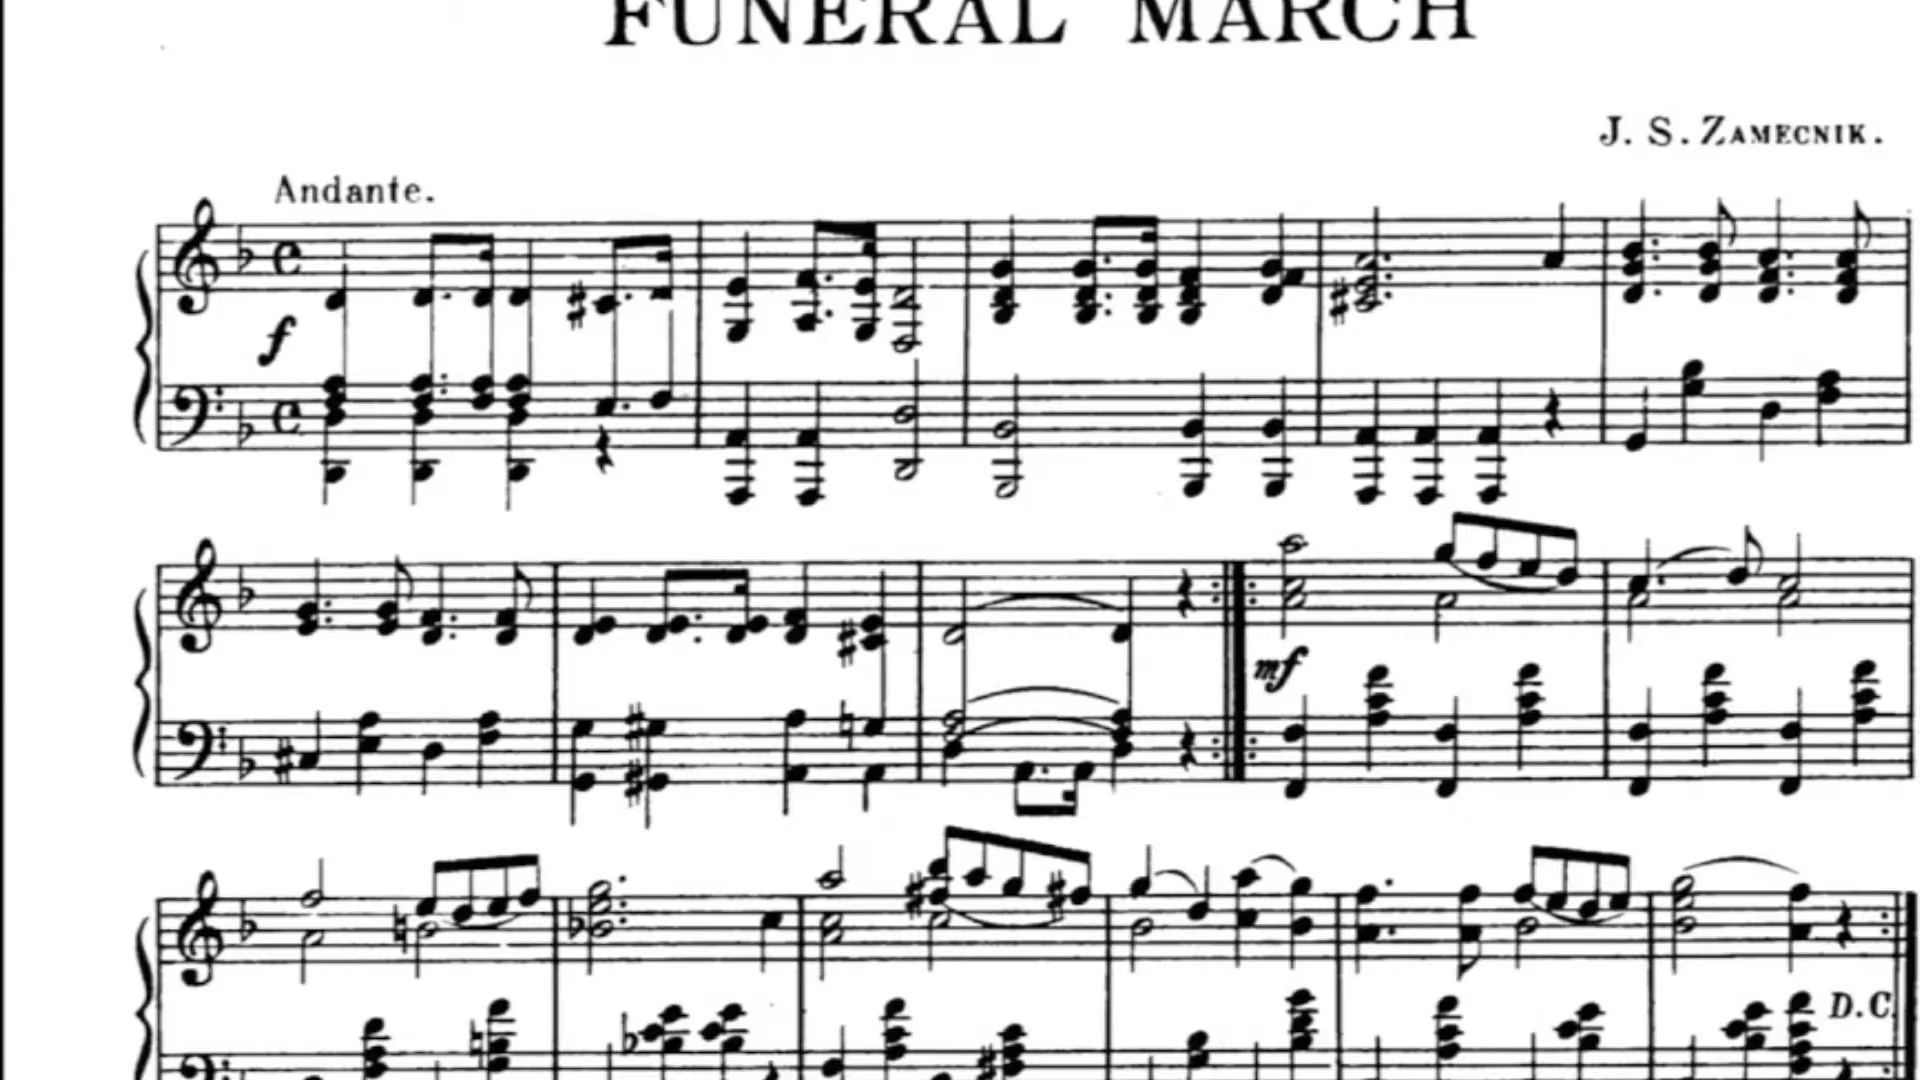 FUNERAL MARCH
J. S. ZAMECNIK.
Andante.
f
mf
D.C.